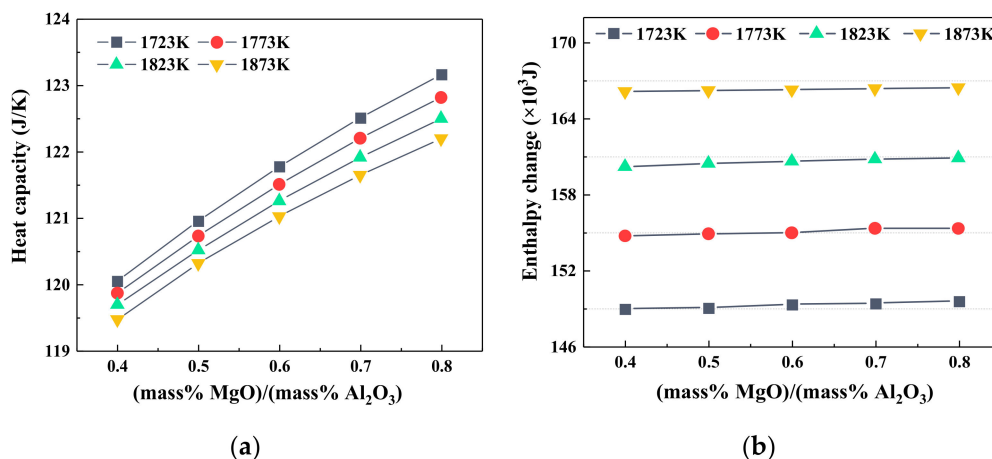 124
123
122
121
120
119
Heat capacity (J/K)
1723K 1773K
1823K 1873K
0.4 0.5 0.6 0.7 0.8
(mass% MgO)/(mass% Al₂O₃)
(a)
170
164
158
152
146
Enthalpy change (×10³J)
1723K 1773K 1823K 1873K
0.4 0.5 0.6 0.7 0.8
(mass% MgO)/(mass% Al₂O₃)
(b)